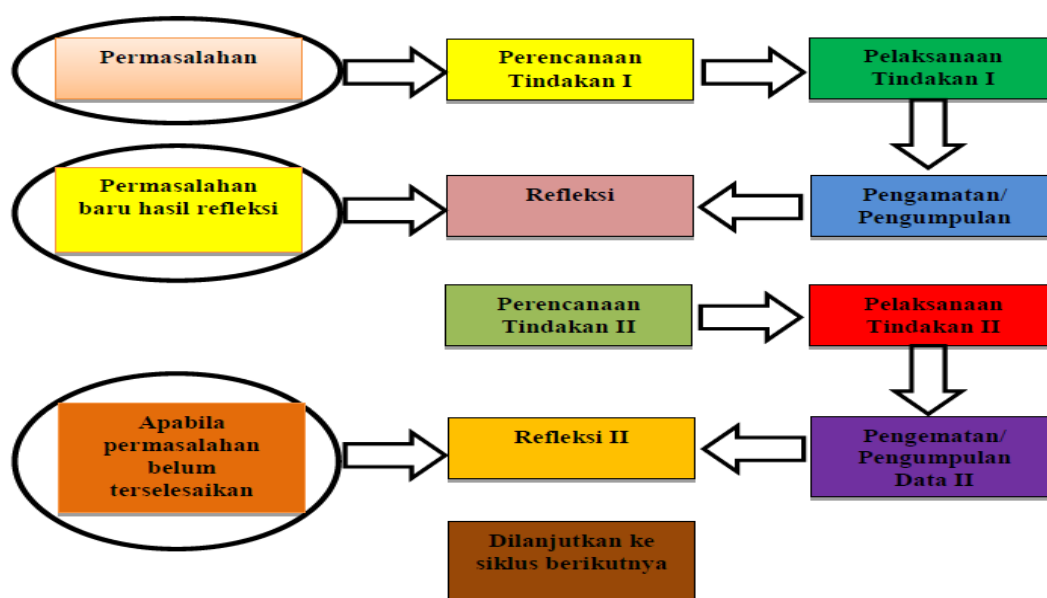 Permasalahan
Perencanaan
Tindakan I
Pelaksanaan
Tindakan I
Permasalahan
baru hasil refleksi
Refleksi
Pengamatan/
Pengumpulan
Perencanaan
Tindakan II
Pelaksanaan
Tindakan II
Apabila
permasalahan
belum
terselesaikan
Refleksi II
Pengematan/
Pengumpulan
Data II
Dilanjutkan ke
siklus berikutnya